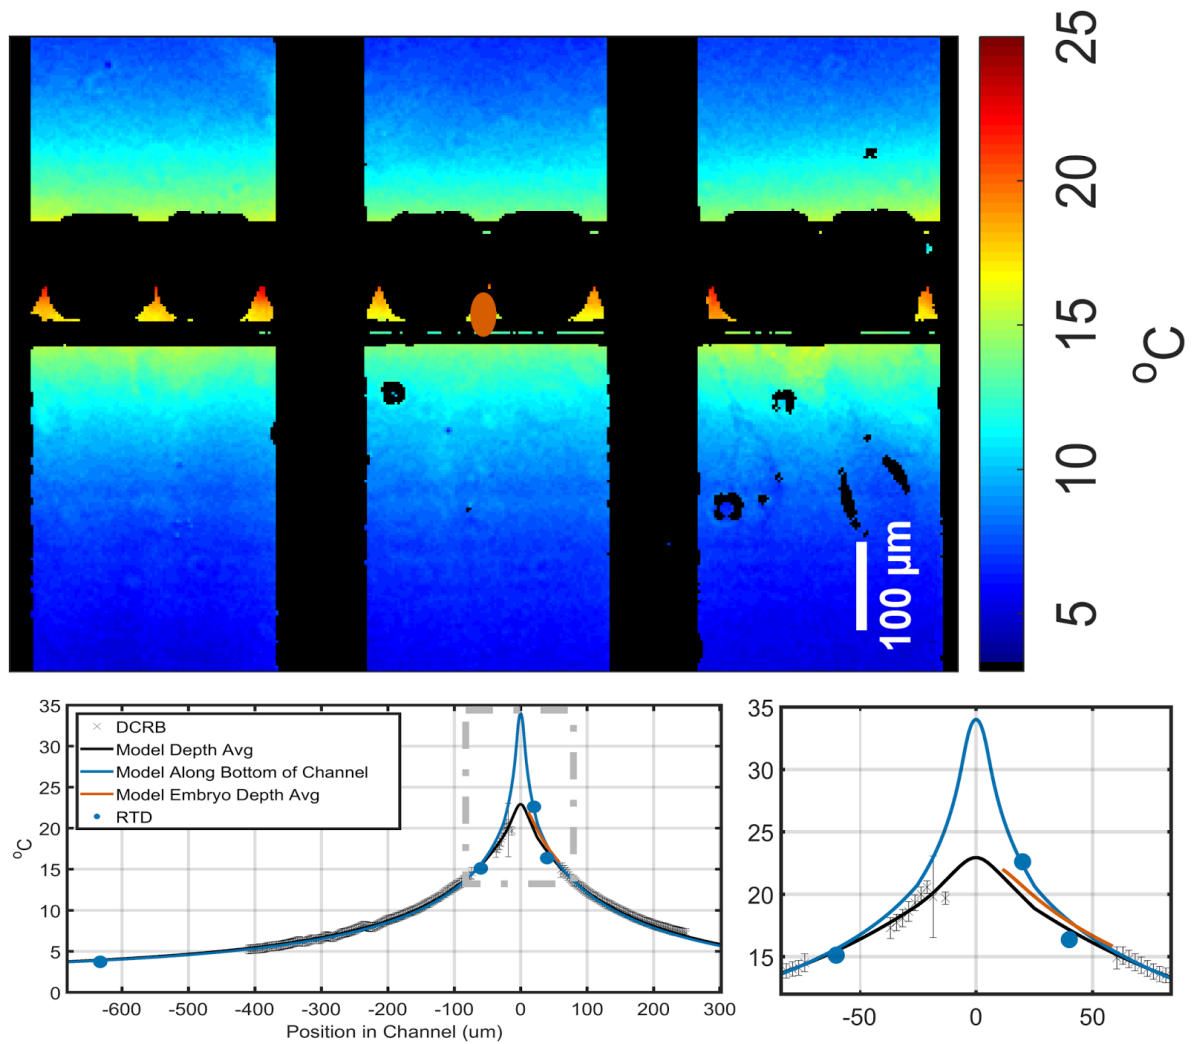 25
20
15
10
5
°C
100 µm
35
30
25
20
15
10
5
0
°C
DCRB
Model Depth Avg
Model Along Bottom of Channel
Model Embryo Depth Avg
RTD
-600 -500 -400 -300 -200 -100 0 100 200 300
Position in Channel (um)
35
30
25
20
15
-50 0 50